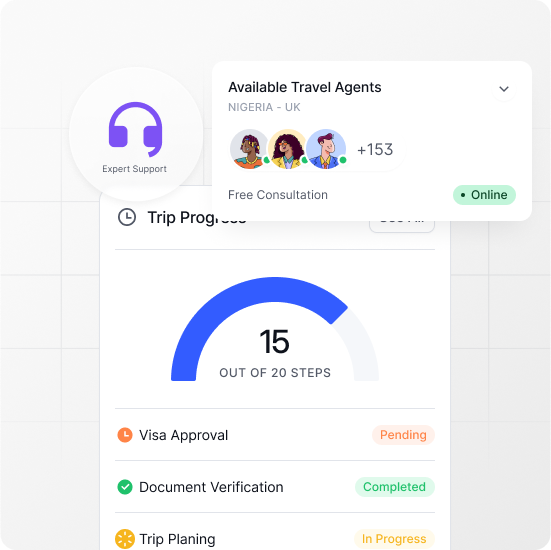 Available Travel Agents
NIGERIA - UK
+153
Expert Support
Free Consultation
Online
Trip Progress
15
OUT OF 20 STEPS
Visa Approval
Pending
Document Verification
Completed
Trip Planing
In Progress